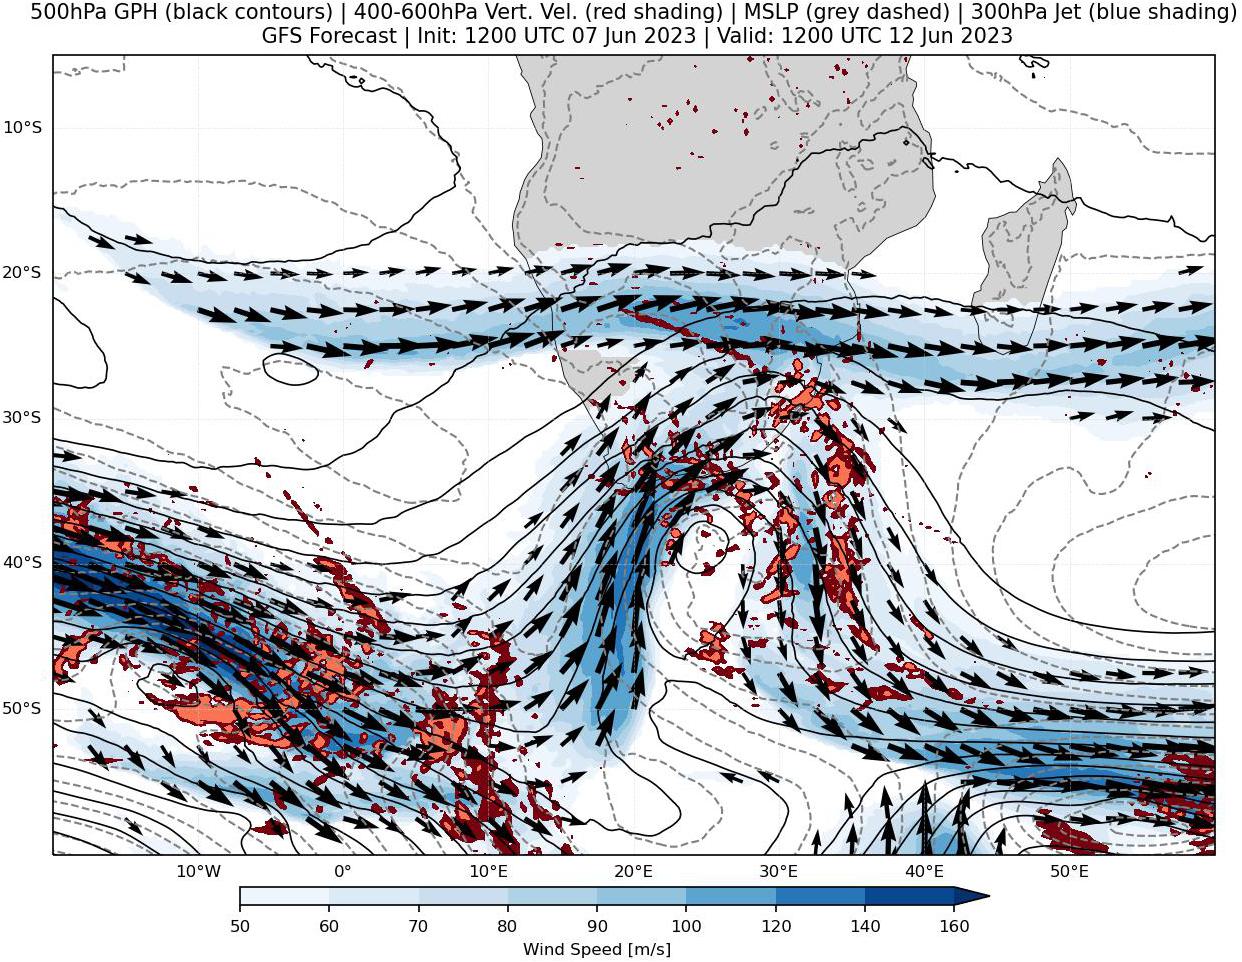 500hPa GPH (black contours) | 400-600hPa Vert. Vel. (red shading) | MSLP (grey dashed) | 300hPa Jet (blue shading)
GFS Forecast | Init: 1200 UTC 07 Jun 2023 | Valid: 1200 UTC 12 Jun 2023
10°S
20°S
30°S
40°S
50°S
10°W 0° 10°E 20°E 30°E 40°E 50°E
50 60 70 80 90 100 120 140 160
Wind Speed [m/s]